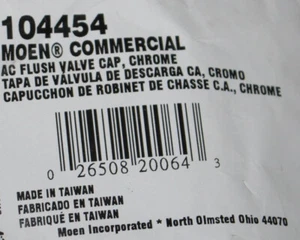 104454
MOEN® COMMERCIAL
AC FLUSH VALVE CAP, CHROME
TAPA DE VÁLVULA DE DESCARGA CA, CROMO
CAPUCCHON DE ROBINET DE CHASSE C.A., CHROME
0 26508 20064 3
MADE IN TAIWAN
FABRICADO EN TAIWAN
FABRIQUÉ EN TAIWAN
Moen Incorporated * North Olmsted Ohio 44070